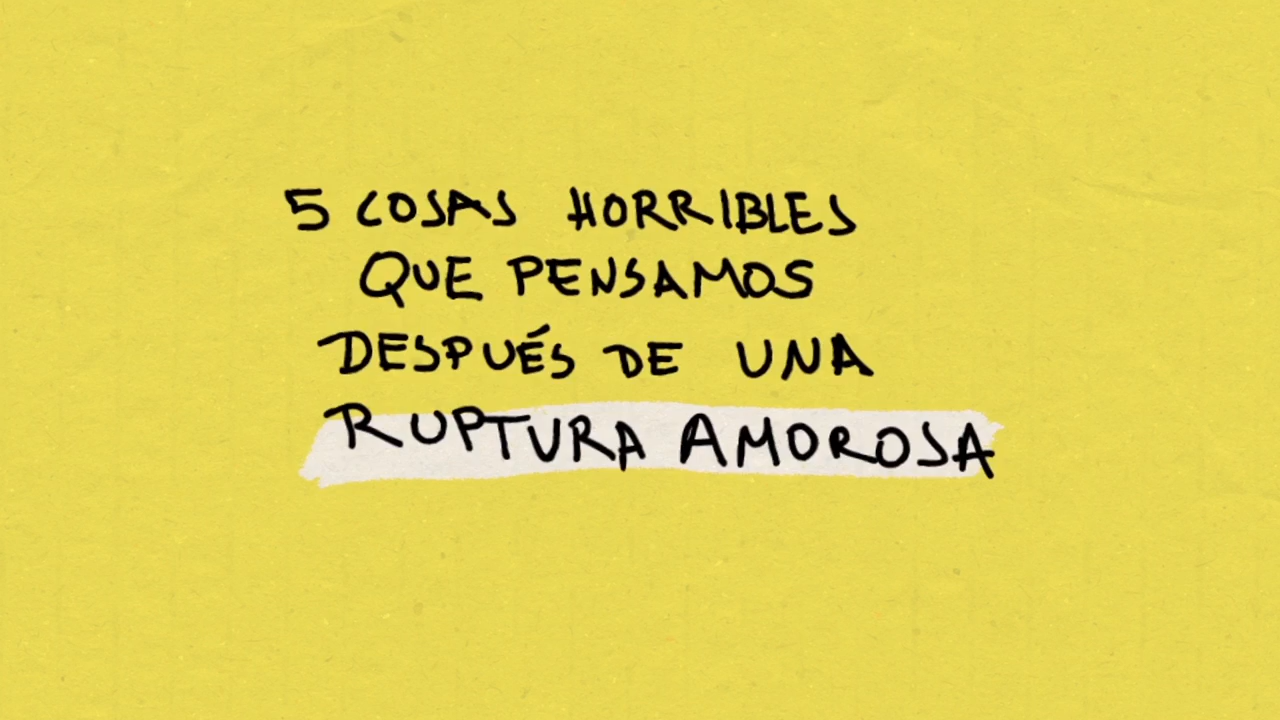 5 COSAS HORRIBLES
QUE PENSAMOS
DESPUÉS DE UNA
RUPTURA AMOROSA